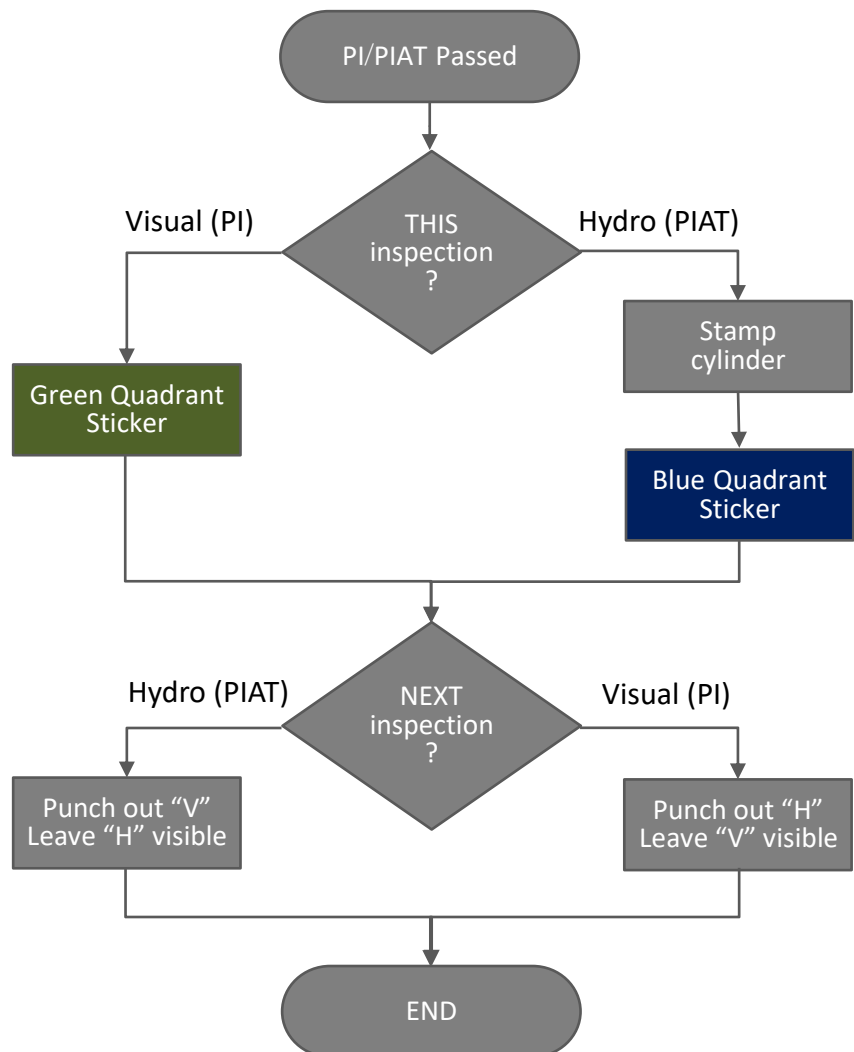 PI/PIAT Passed
Visual (PI)
THIS
inspection
?
Hydro (PIAT)
Stamp
cylinder
Green Quadrant
Sticker
Blue Quadrant
Sticker
Hydro (PIAT)
NEXT
inspection
?
Visual (PI)
Punch out “V”
Leave “H” visible
Punch out “H”
Leave “V” visible
END